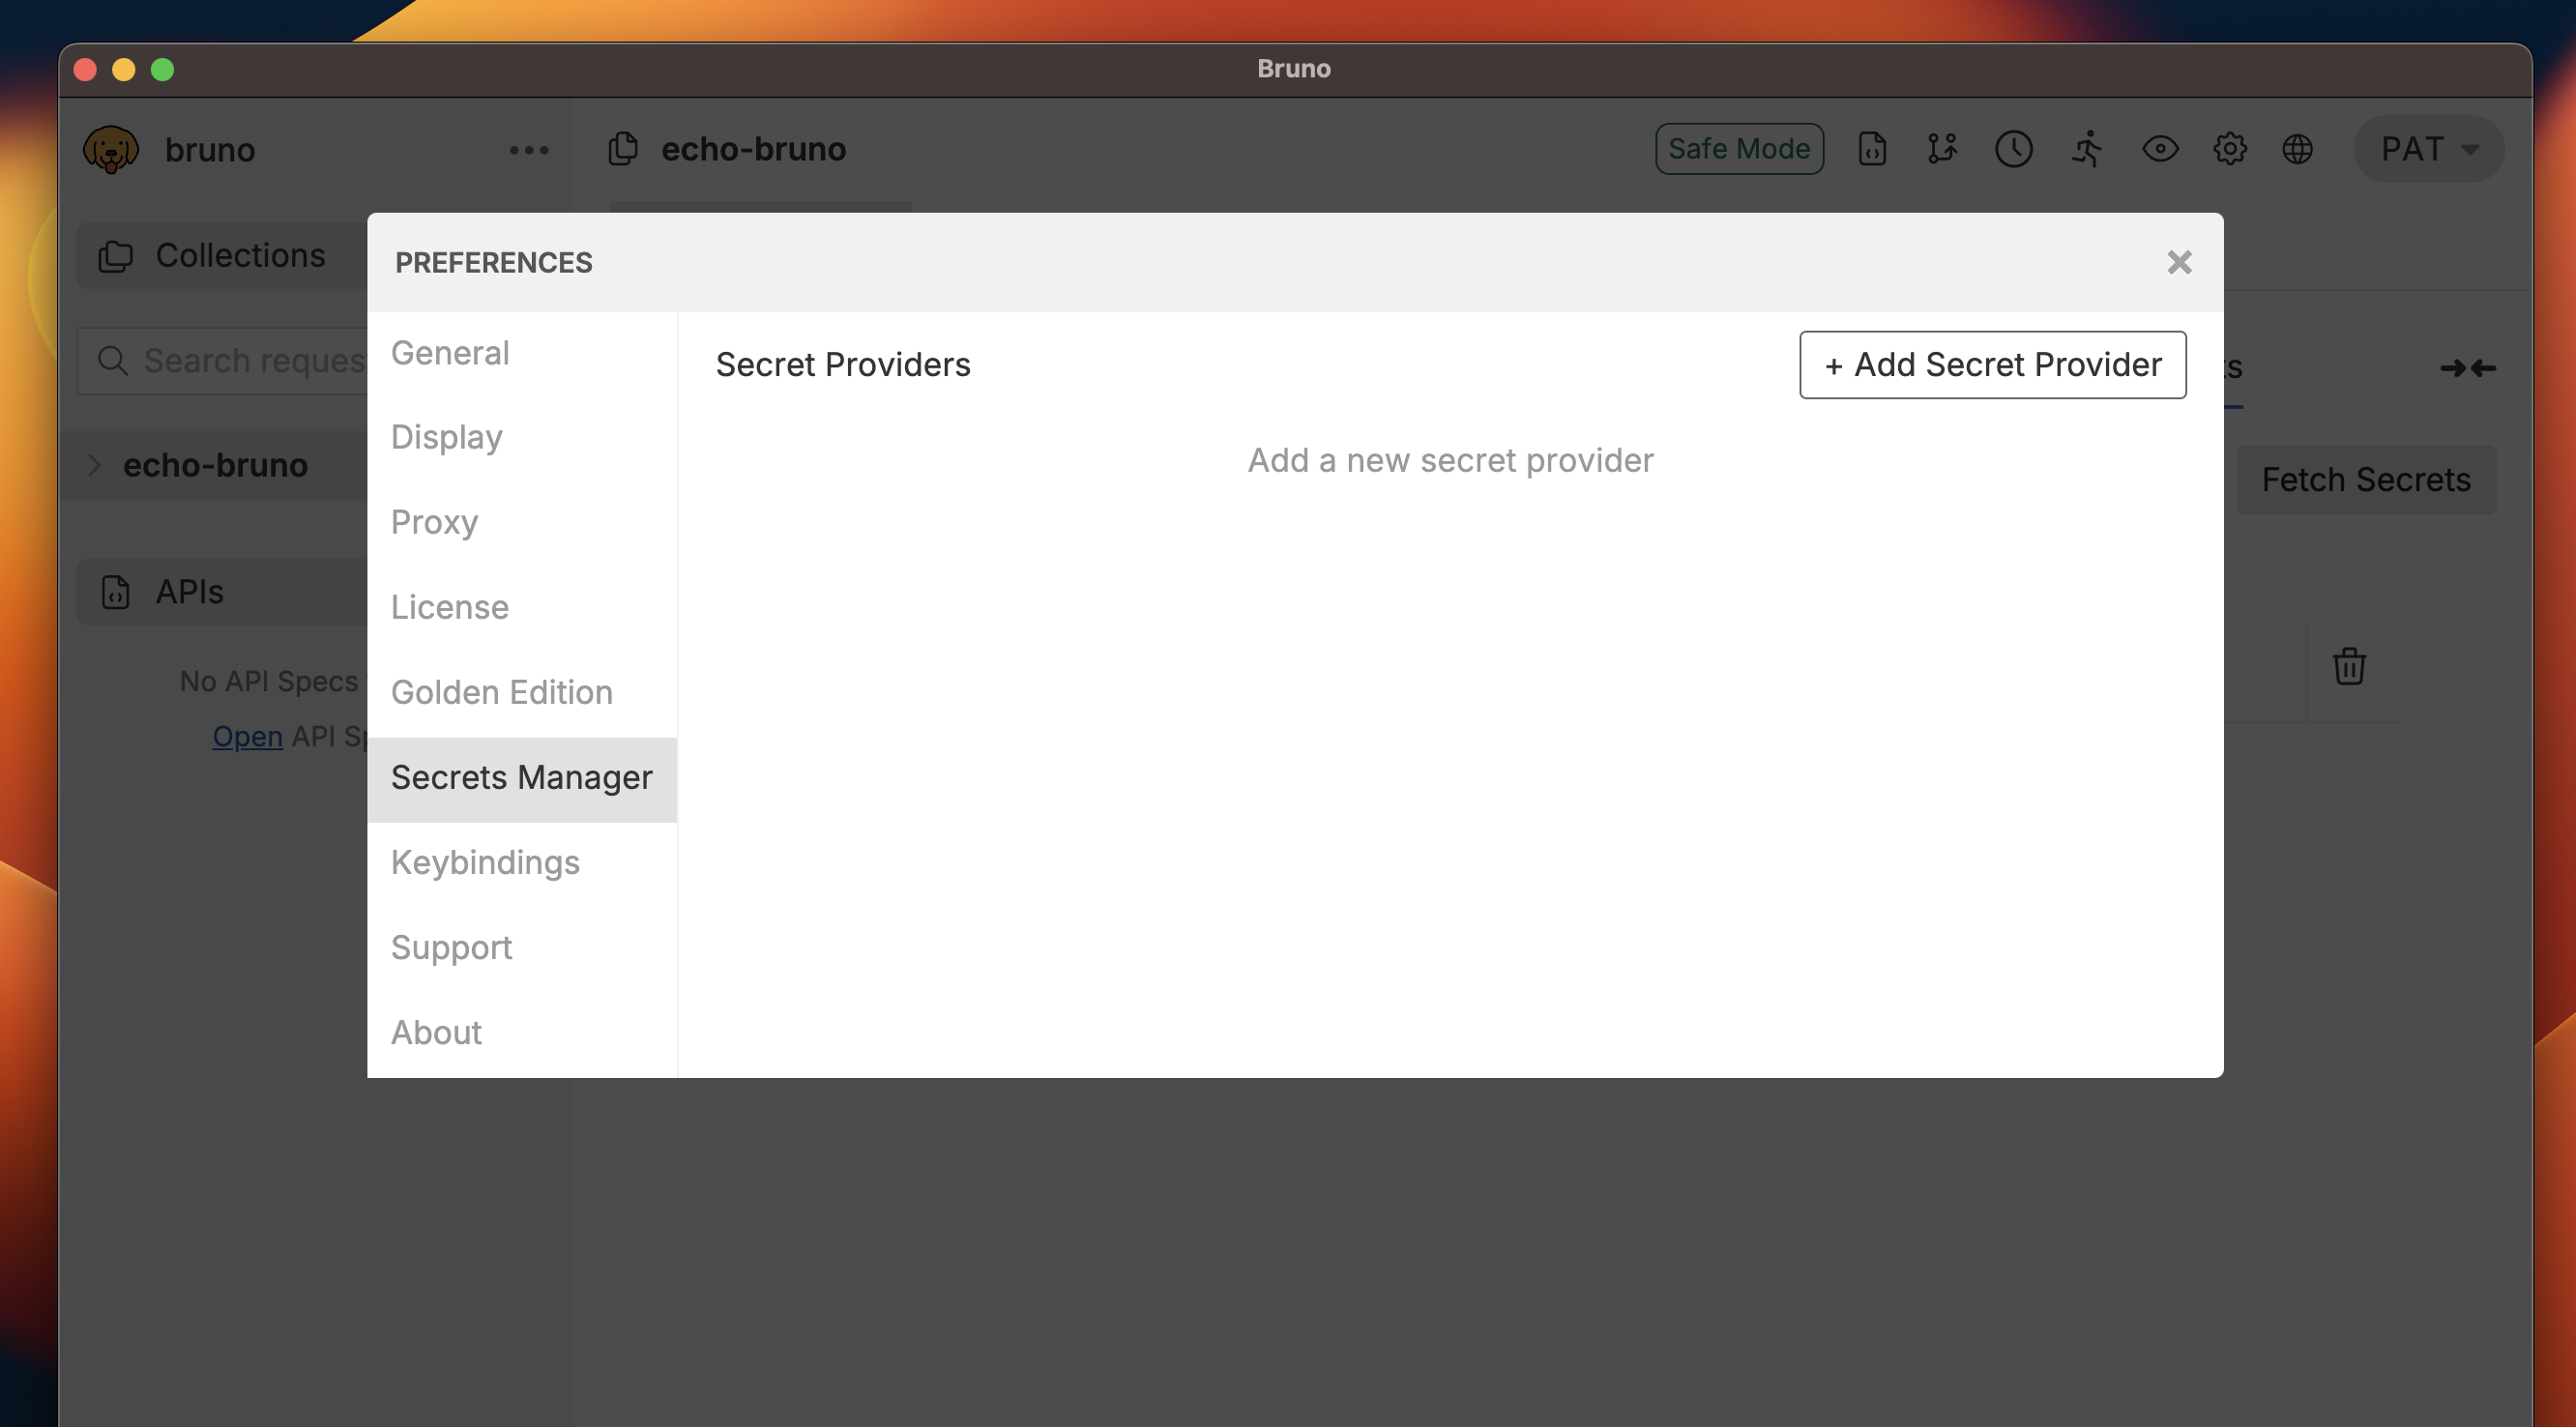 Bruno
bruno
echo-bruno
Safe Mode
PAT
Collections
PREFERENCES
Search reques
General
Display
Proxy
License
Golden Edition
Secrets Manager
Keybindings
Support
About
Secret Providers
+ Add Secret Provider
Add a new secret provider
echo-bruno
Fetch Secrets
APIs
No API Specs
Open API Sp